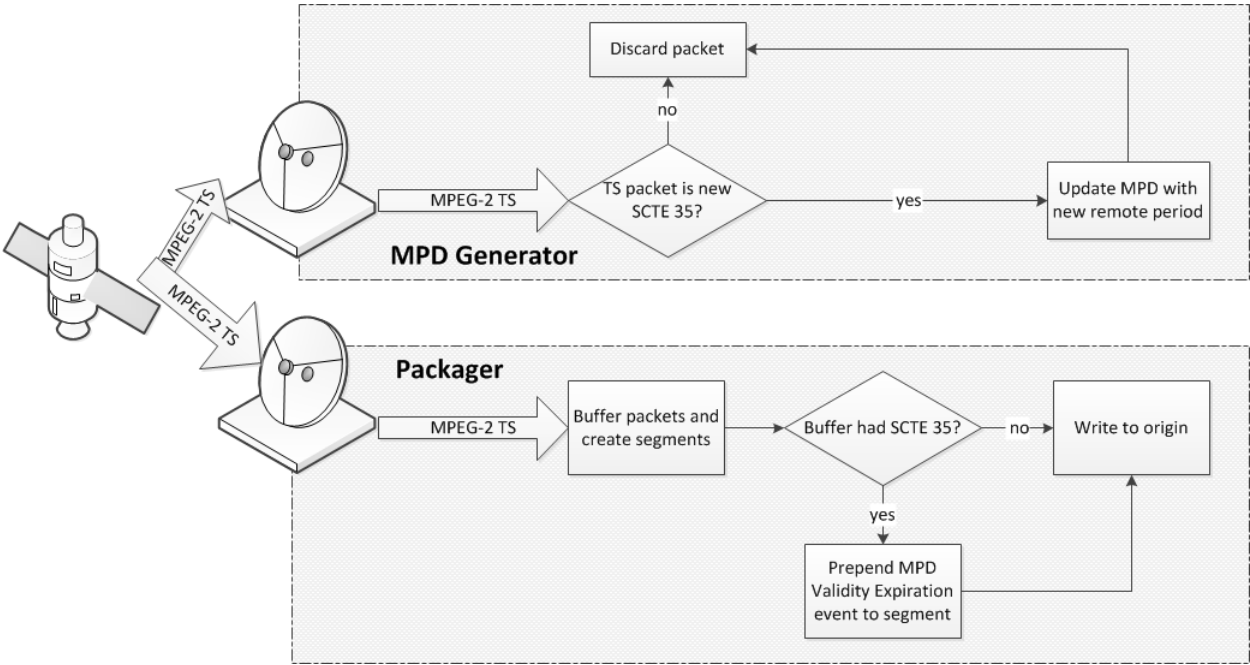 Discard packet
no
MPEG-2 TS
MPEG-2 TS
TS packet is new
SCTE 35?
yes
Update MPD with
new remote period
MPD Generator
MPEG-2 TS
Packager
MPEG-2 TS
Buffer packets and
create segments
Buffer had SCTE 35?
no
Write to origin
yes
Prepend MPD
Validity Expiration
event to segment